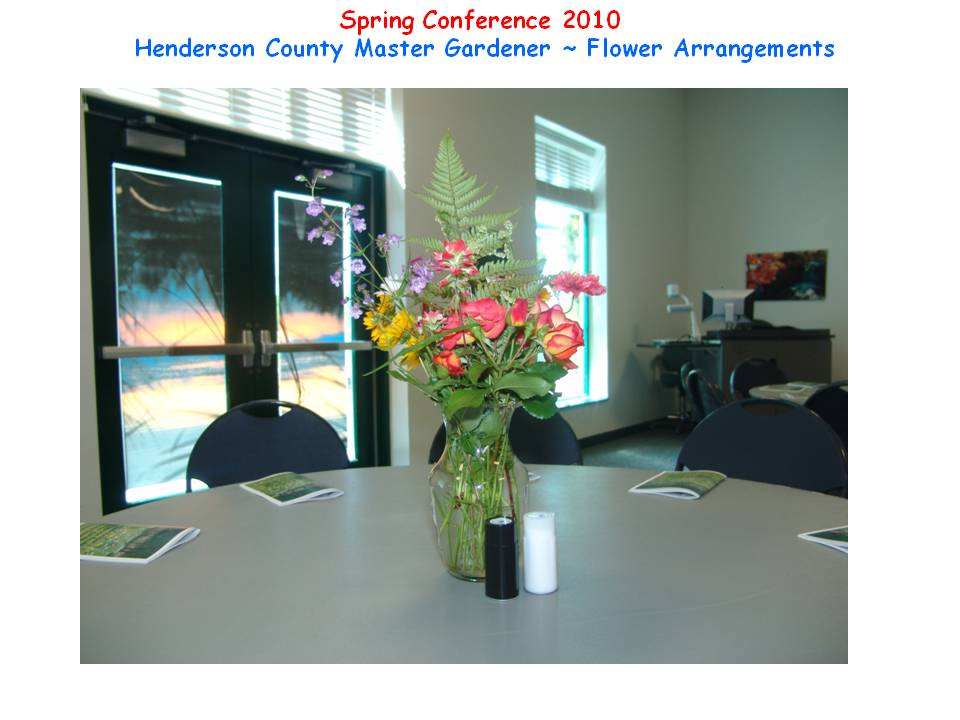 Spring Conference 2010
Henderson County Master Gardener ~ Flower Arrangements